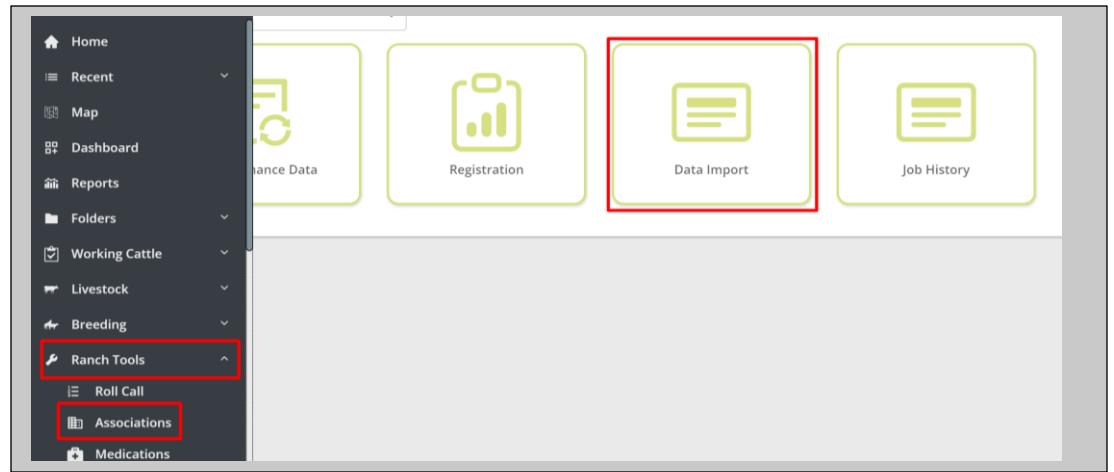 Home
Recent
Map
Dashboard
Reports
Folders
Working Cattle
Livestock
Breeding
Ranch Tools
Roll Call
Associations
Medications
Data
Registration
Data Import
Job History